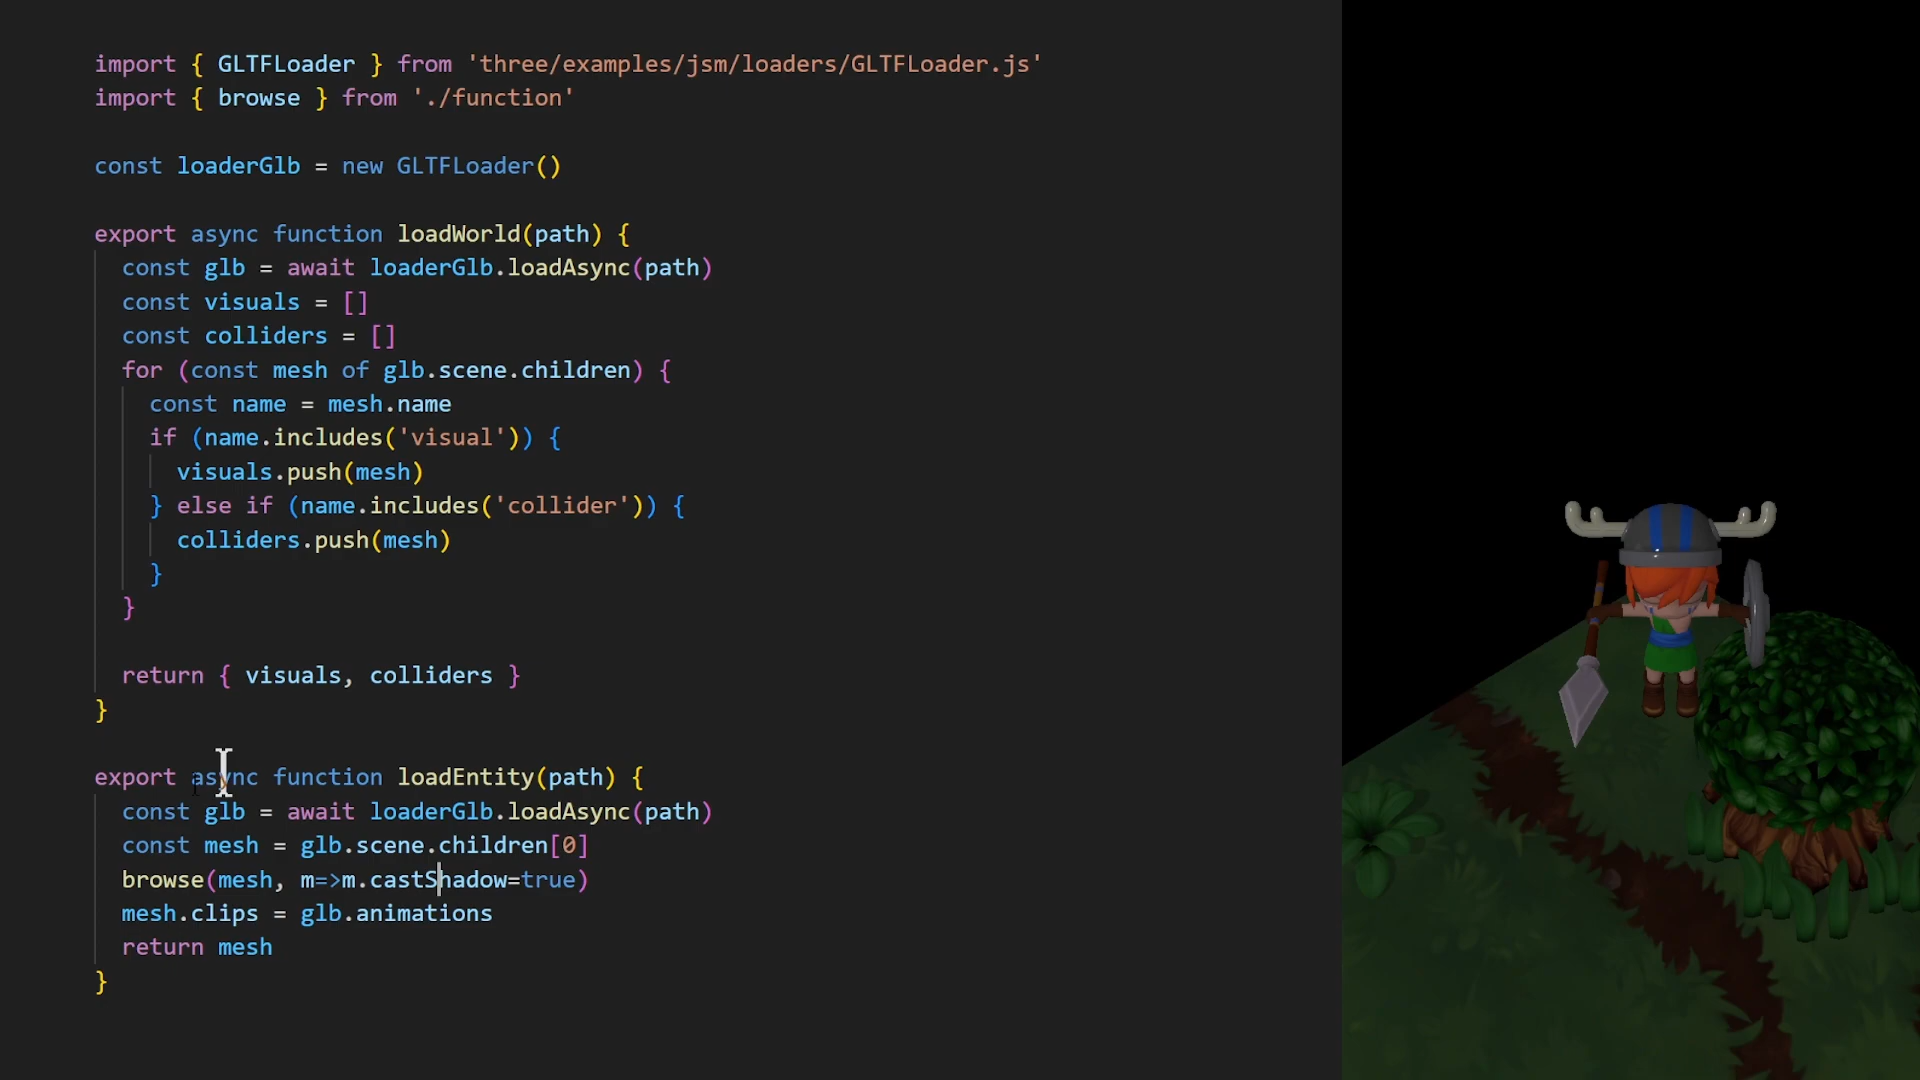 import { GLTFLoader } from 'three/examples/jsm/loaders/GLTFLoader.js'
import { browse } from './function'
const loaderGlb = new GLTFLoader()
export async function loadWorld(path) {
const glb = await loaderGlb.loadAsync(path)
const visuals = []
const colliders = []
for (const mesh of glb.scene.children) {
const name = mesh.name
if (name.includes('visual')) {
visuals.push(mesh)
} else if (name.includes('collider')) {
colliders.push(mesh)
}
}
return { visuals, colliders }
}
export async function loadEntity(path) {
const glb = await loaderGlb.loadAsync(path)
const mesh = glb.scene.children[0]
browse(mesh, m=>m.castShadow=true)
mesh.clips = glb.animations
return mesh
}